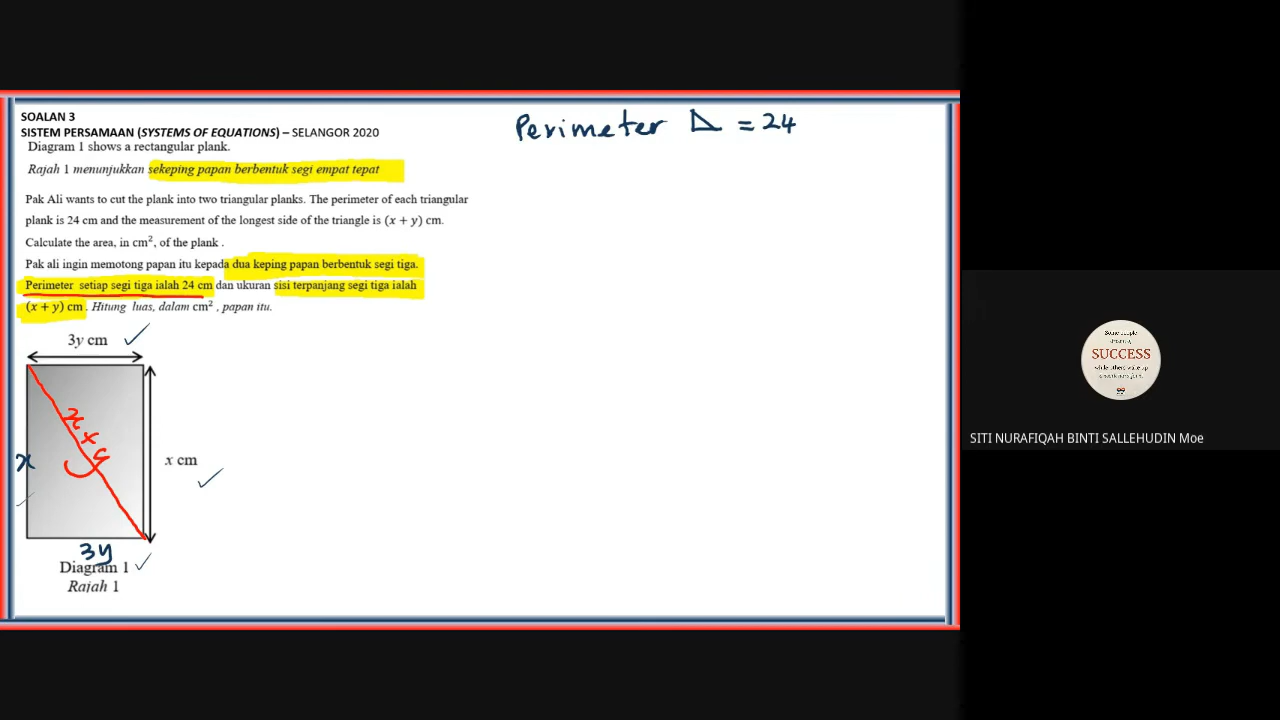 SOALAN 3
SISTEM PERSAMAAN (SYSTEMS OF EQUATIONS) – SELANGOR 2020
Diagram 1 shows a rectangular plank.
Rajah 1 menunjukkan sekeping papan berbentuk segi empat tepat
Pak Ali wants to cut the plank into two triangular planks. The perimeter of each triangular
plank is 24 cm and the measurement of the longest side of the triangle is (x + y) cm.
Calculate the area, in cm², of the plank .
Pak ali ingin memotong papan itu kepada dua keping papan berbentuk segi tiga.
Perimeter setiap segi tiga ialah 24 cm dan ukuran sisi terpanjang segi tiga ialah
(x + y) cm . Hitung luas, dalam cm² , papan itu.
3y cm
x
x cm
3y
Diagram 1
Rajah 1
Perimeter ⊿ = 24
SUCCESS
SITI NURAFIQAH BINTI SALLEHUDIN Moe